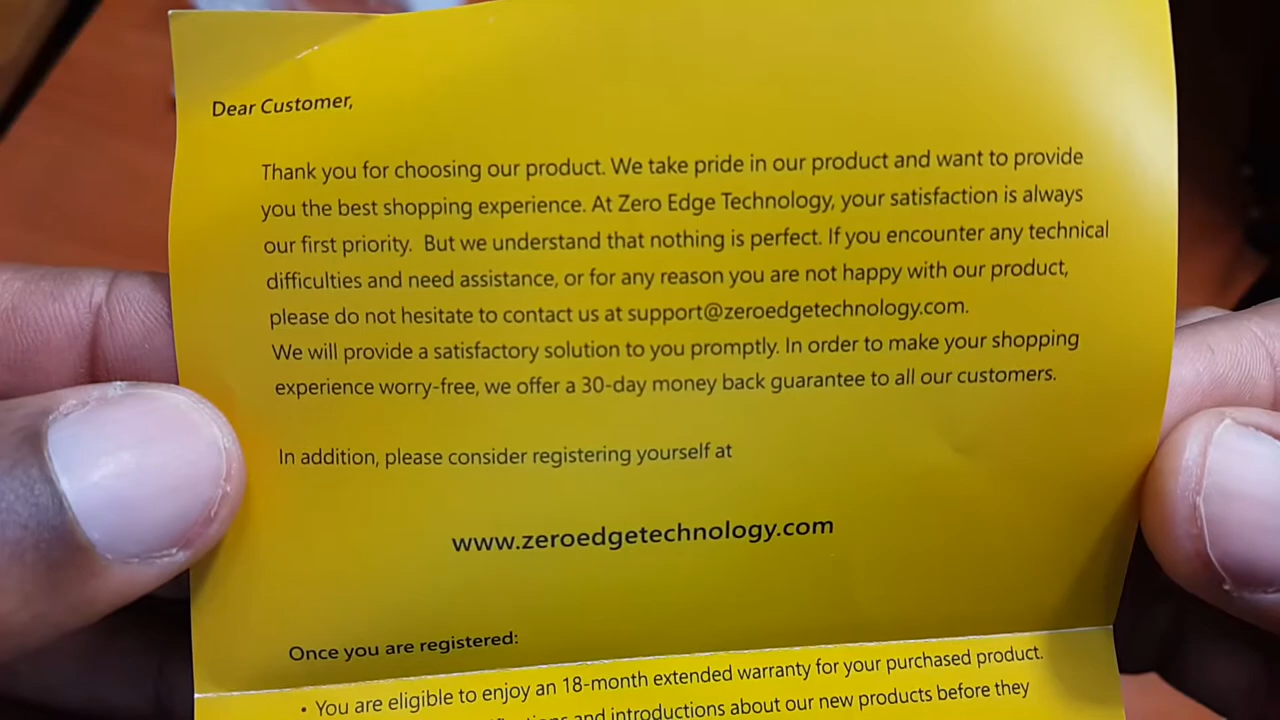 Dear Customer,
Thank you for choosing our product. We take pride in our product and want to provide
you the best shopping experience. At Zero Edge Technology, your satisfaction is always
our first priority.  But we understand that nothing is perfect. If you encounter any technical
difficulties and need assistance, or for any reason you are not happy with our product,
please do not hesitate to contact us at support@zeroedgetechnology.com.
We will provide a satisfactory solution to you promptly. In order to make your shopping
experience worry-free, we offer a 30-day money back guarantee to all our customers.
In addition, please consider registering yourself at
www.zeroedgetechnology.com
Once you are registered:
• You are eligible to enjoy an 18-month extended warranty for your purchased product.
and introductions about our new products before they